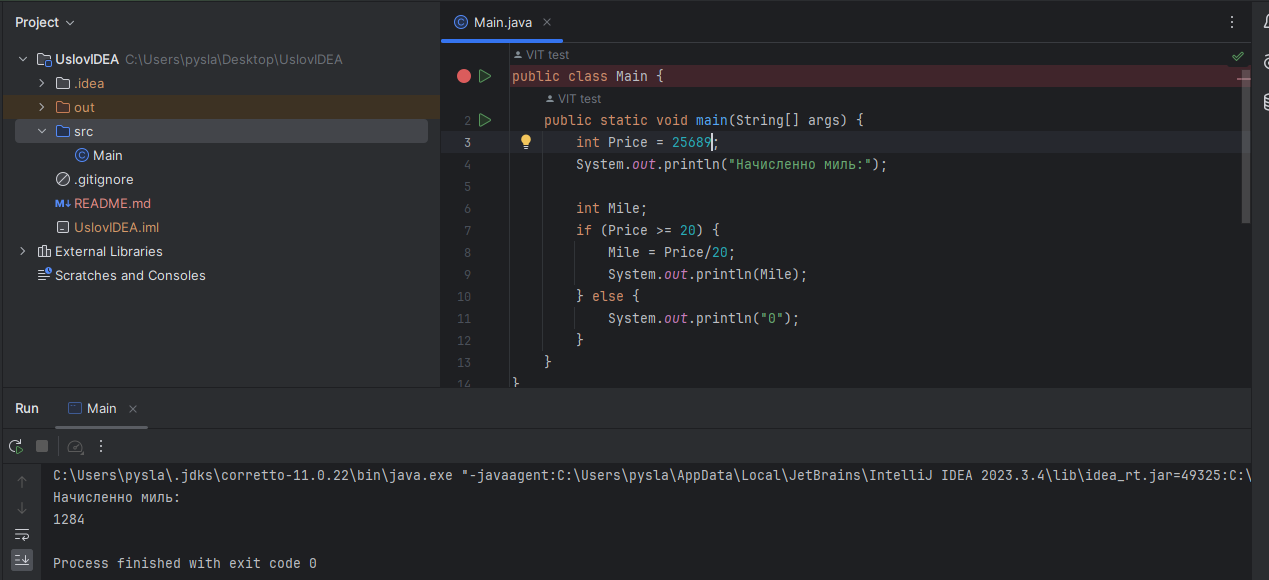 Project
UslovIDEA C:\Users\pysla\Desktop\UslovIDEA
.idea
out
src
Main
.gitignore
README.md
UslovIDEA.iml
External Libraries
Scratches and Consoles
Main.java
VIT test
public class Main {
VIT test
2 public static void main(String[] args) {
3 int Price = 25689;
4 System.out.println("Начисленно миль:");
5
6 int Mile;
7 if (Price >= 20) {
8 Mile = Price/20;
9 System.out.println(Mile);
10 } else {
11 System.out.println("0");
12 }
13 }
14 }
Run Main
C:\Users\pysla\.jdks\corretto-11.0.22\bin\java.exe "-javaagent:C:\Users\pysla\AppData\Local\JetBrains\IntelliJ IDEA 2023.3.4\lib\idea_rt.jar=49325:C:\
Начисленно миль:
1284
Process finished with exit code 0